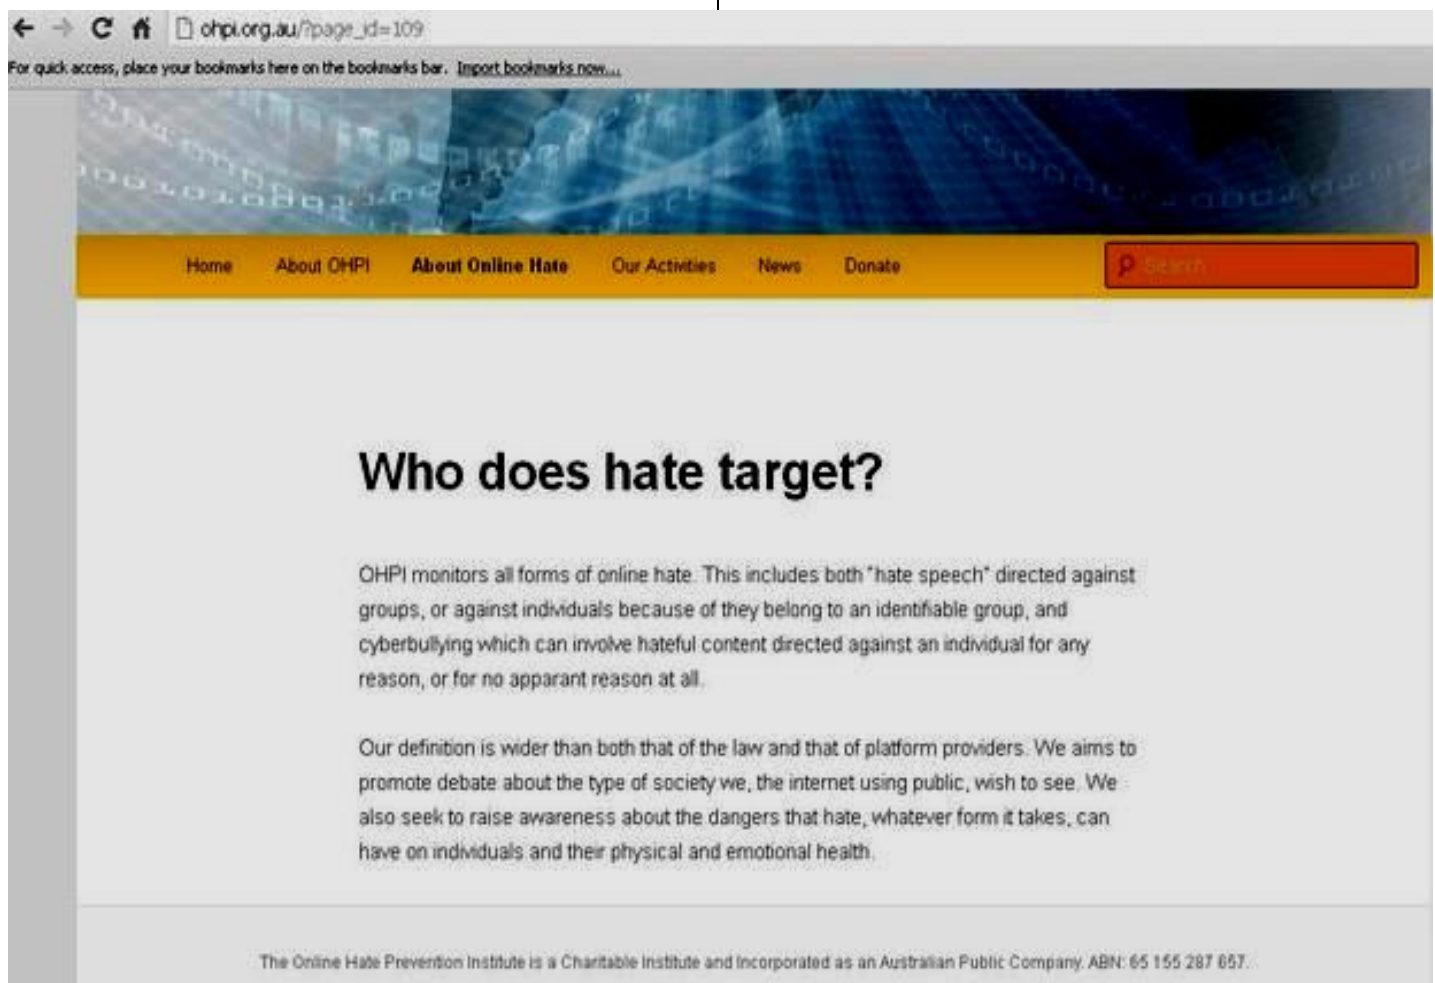 ohpi.org.au/?page_id=109
For quick access, place your bookmarks here on the bookmarks bar. Import bookmarks now...
Home About OHPI About Online Hate Our Activities News Donate Search
Who does hate target?
OHPI monitors all forms of online hate. This includes both "hate speech" directed against
groups, or against individuals because of they belong to an identifiable group, and
cyberbullying which can involve hateful content directed against an individual for any
reason, or for no apparant reason at all.
Our definition is wider than both that of the law and that of platform providers. We aims to
promote debate about the type of society we, the internet using public, wish to see. We
also seek to raise awareness about the dangers that hate, whatever form it takes, can
have on individuals and their physical and emotional health.
The Online Hate Prevention Institute is a Charitable Institute and Incorporated as an Australian Public Company. ABN: 65 155 287 657.